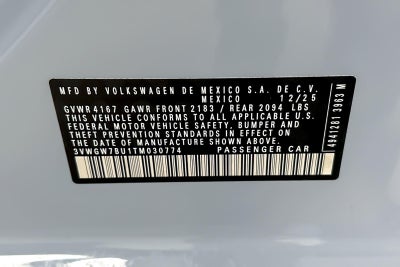 MFD BY VOLKSWAGEN DE MEXICO S.A. DE C.V.
MEXICO 12/25
GVWR 4167 GAWR FRONT 2183 / REAR 2094 LBS
THIS VEHICLE CONFORMS TO ALL APPLICABLE U.S.
FEDERAL MOTOR VEHICLE SAFETY, BUMPER AND
THEFT PREVENTION STANDARDS IN EFFECT ON
THE DATE OF MANUFACTURE SHOWN ABOVE.
3VWGW7BU1TM030774 PASSENGER CAR
4941281 3963 M